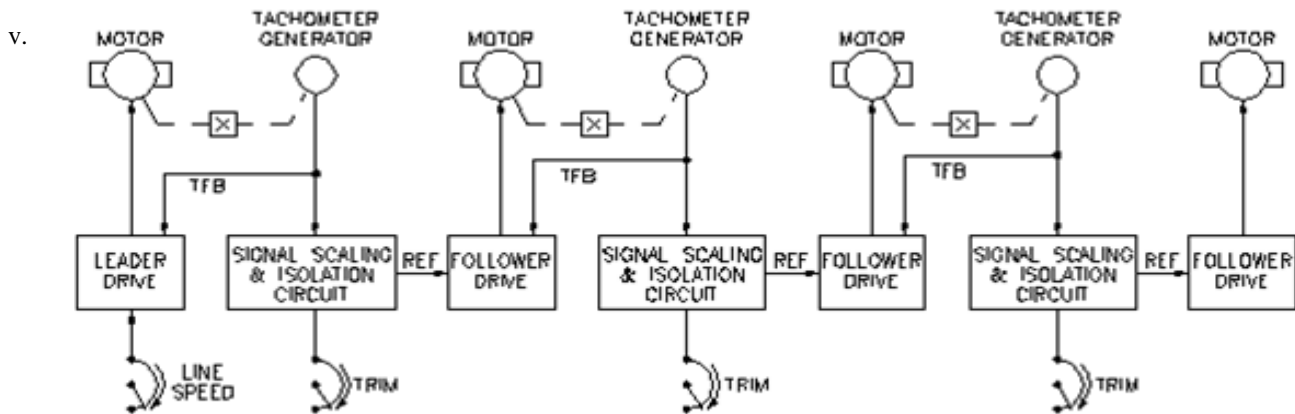 v.
MOTOR
TACHOMETER
GENERATOR
MOTOR
TACHOMETER
GENERATOR
MOTOR
TACHOMETER
GENERATOR
MOTOR
X
X
X
TFB
TFB
TFB
LEADER
DRIVE
SIGNAL SCALING
& ISOLATION
CIRCUIT
REF
FOLLOWER
DRIVE
SIGNAL SCALING
& ISOLATION
CIRCUIT
REF
FOLLOWER
DRIVE
SIGNAL SCALING
& ISOLATION
CIRCUIT
REF
FOLLOWER
DRIVE
LINE
SPEED
TRIM
TRIM
TRIM